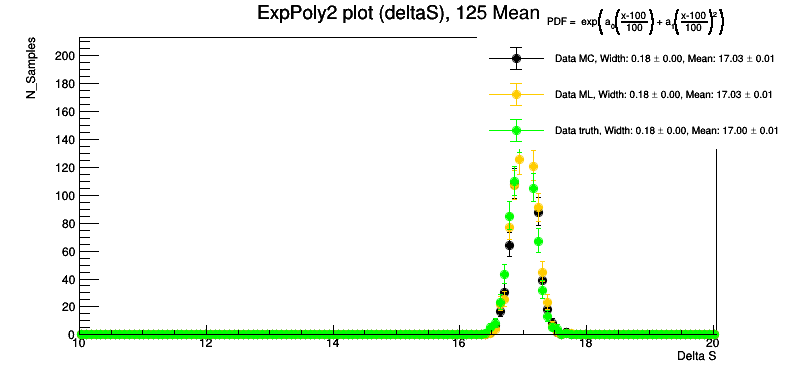 ExpPoly2 plot (deltaS), 125 Mean
PDF = exp(a₀(x-100/100) + a₁(x-100/100)²)
Data MC, Width: 0.18 ± 0.00, Mean: 17.03 ± 0.01
Data ML, Width: 0.18 ± 0.00, Mean: 17.03 ± 0.01
Data truth, Width: 0.18 ± 0.00, Mean: 17.00 ± 0.01
N_Samples
200
180
160
140
120
100
80
60
40
20
0
10 12 14 16 18 20
Delta S